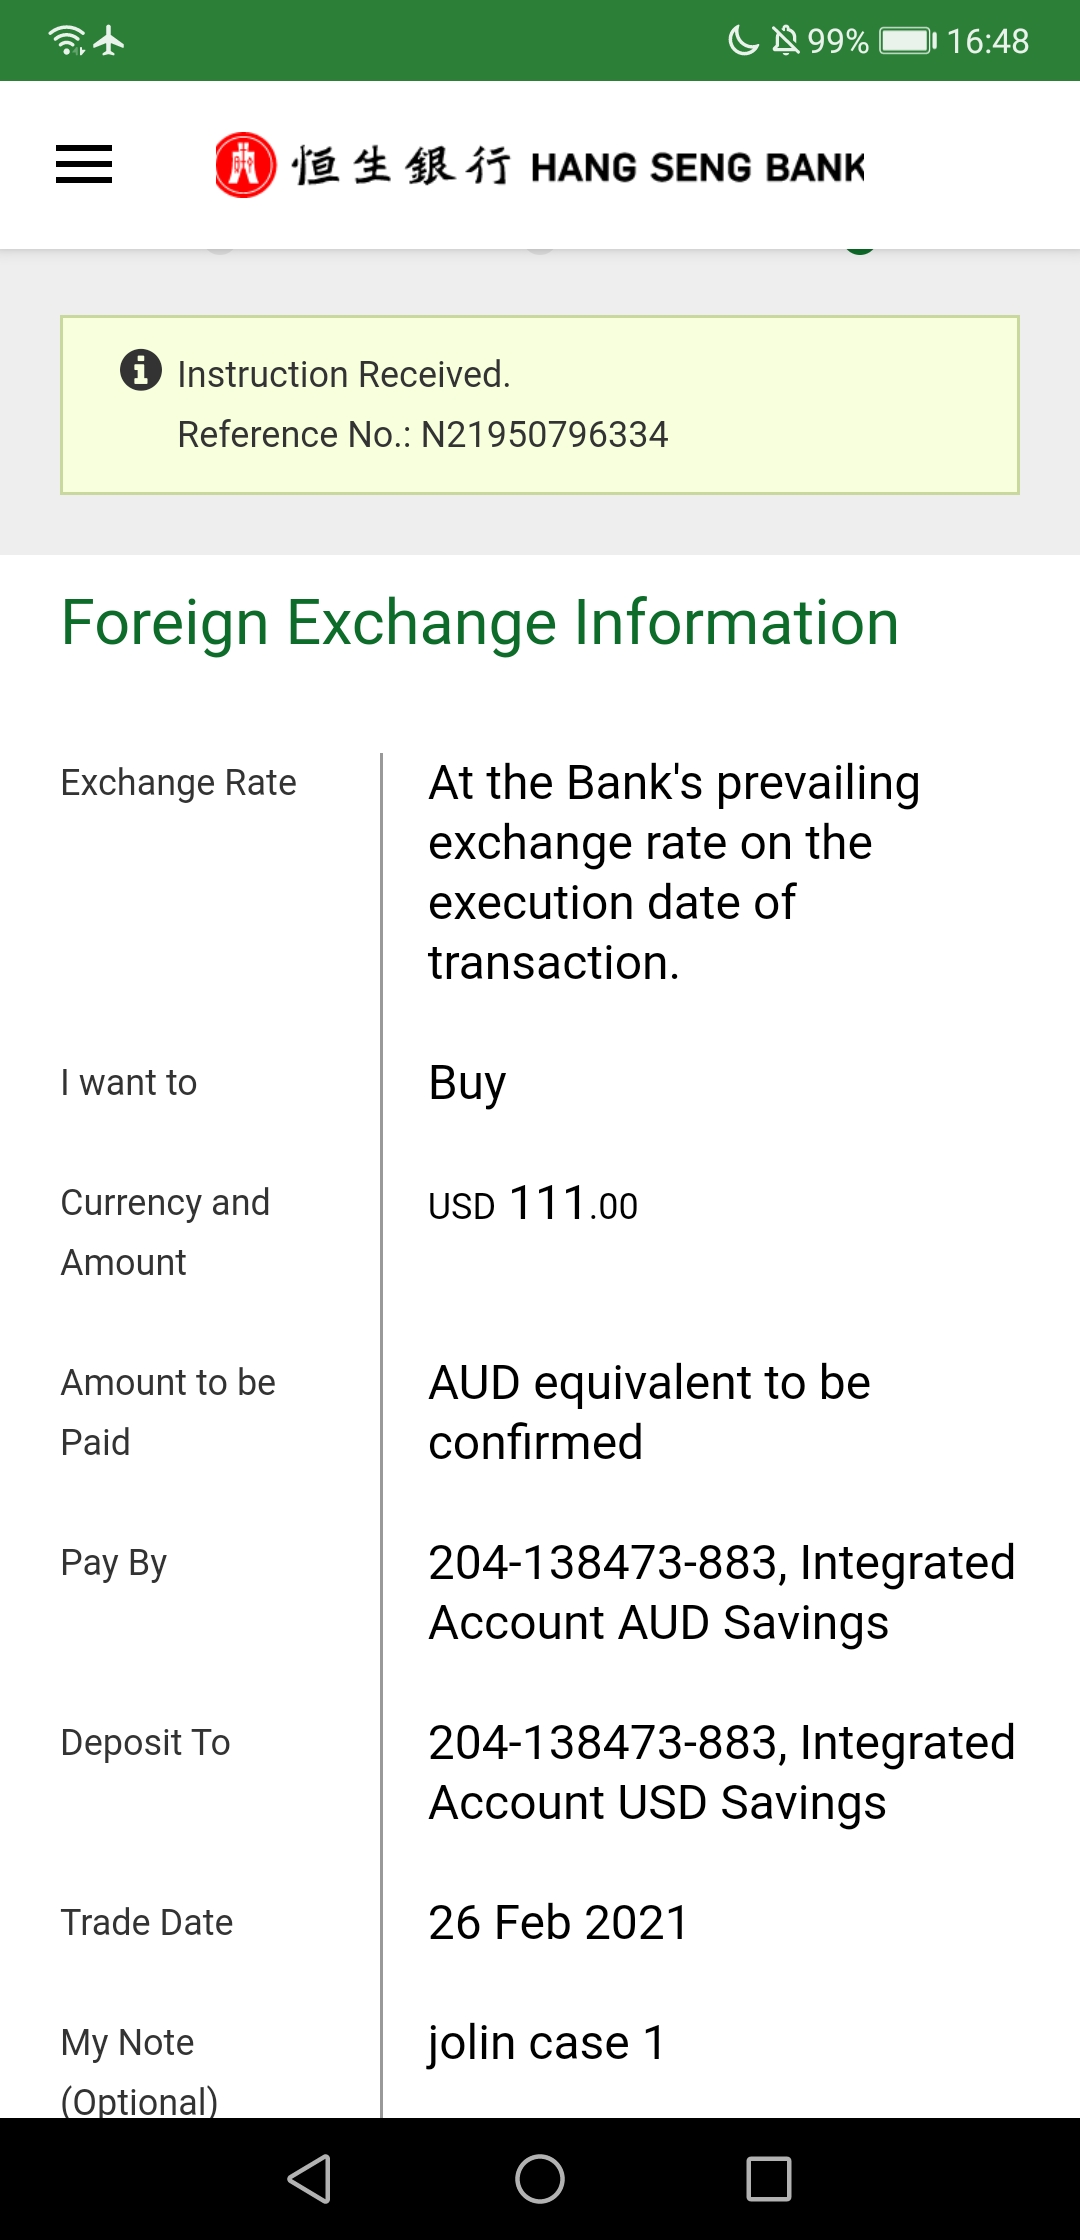 99% 16:48
恒生銀行 HANG SENG BANK
Instruction Received.
Reference No.: N21950796334
Foreign Exchange Information
Exchange Rate
At the Bank's prevailing
exchange rate on the
execution date of
transaction.
I want to
Buy
Currency and
Amount
USD 111.00
Amount to be
Paid
AUD equivalent to be
confirmed
Pay By
204-138473-883, Integrated
Account AUD Savings
Deposit To
204-138473-883, Integrated
Account USD Savings
Trade Date
26 Feb 2021
My Note
(Optional)
jolin case 1